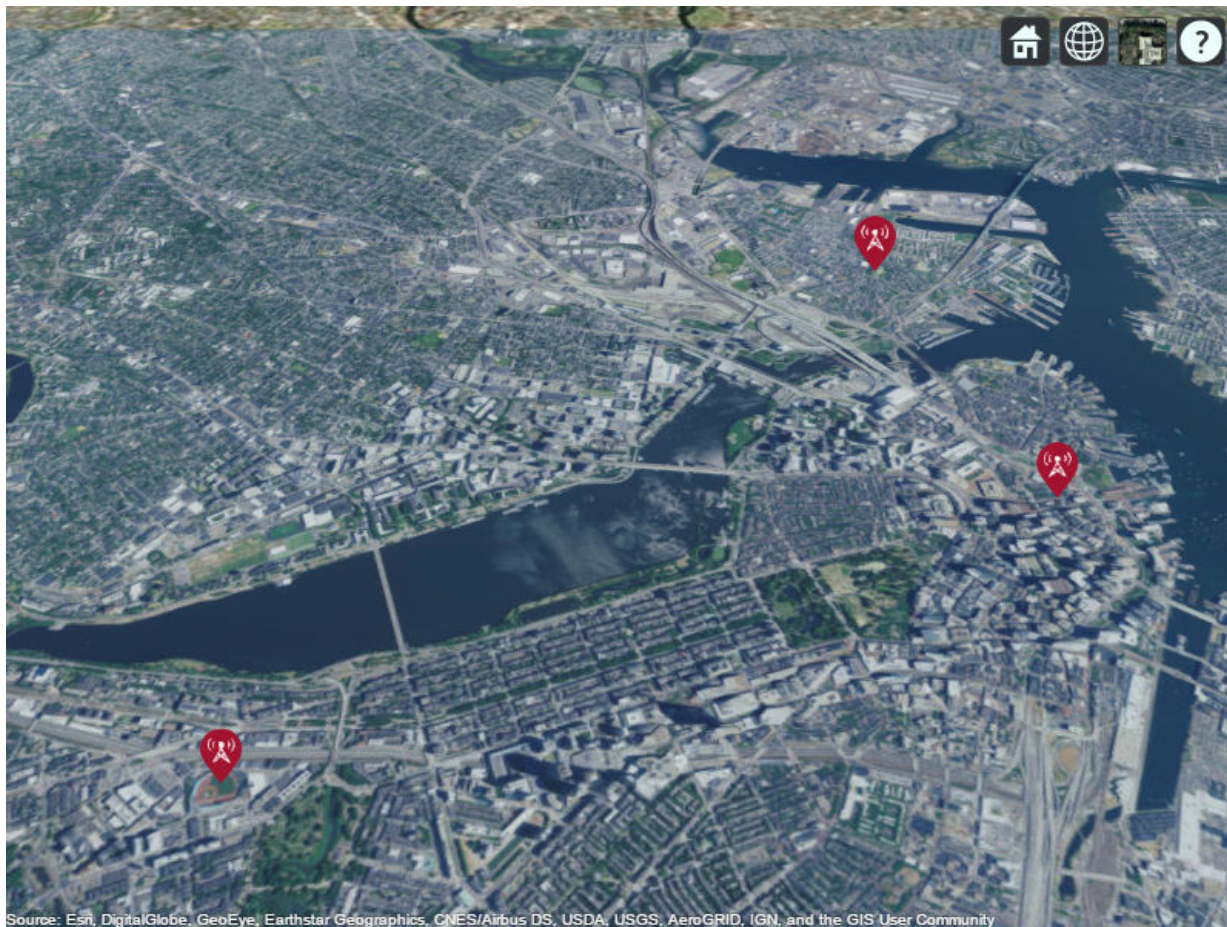 ?
Source: Esri, DigitalGlobe, GeoEye, Earthstar Geographics, CNES/Airbus DS, USDA, USGS, AeroGRID, IGN, and the GIS User Community